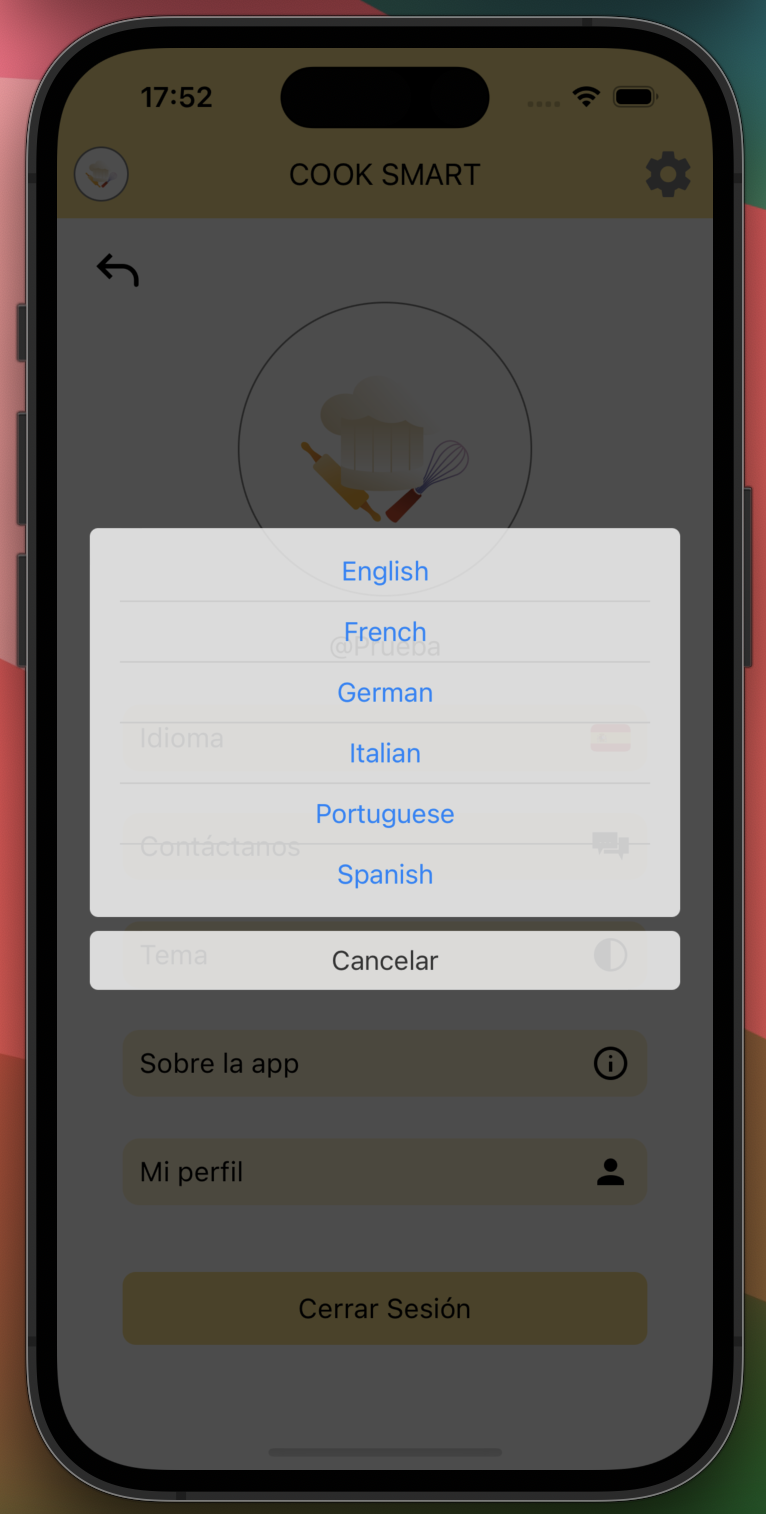 17:52
COOK SMART
English
French
@Prueba
German
Idioma
Italian
Portuguese
Contáctanos
Spanish
Tema
Cancelar
Sobre la app
Mi perfil
Cerrar Sesión